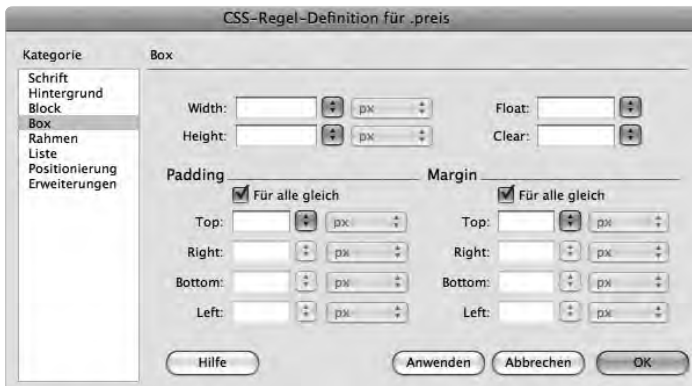 CSS-Regel-Definition für .preis
Kategorie
Schrift
Hintergrund
Block
Box
Rahmen
Liste
Positionierung
Erweiterungen
Box
Width: px Float:
Height: px Clear:
Padding Margin
Für alle gleich Für alle gleich
Top: px Top: px
Right: px Right: px
Bottom: px Bottom: px
Left: px Left: px
Hilfe Anwenden Abbrechen OK